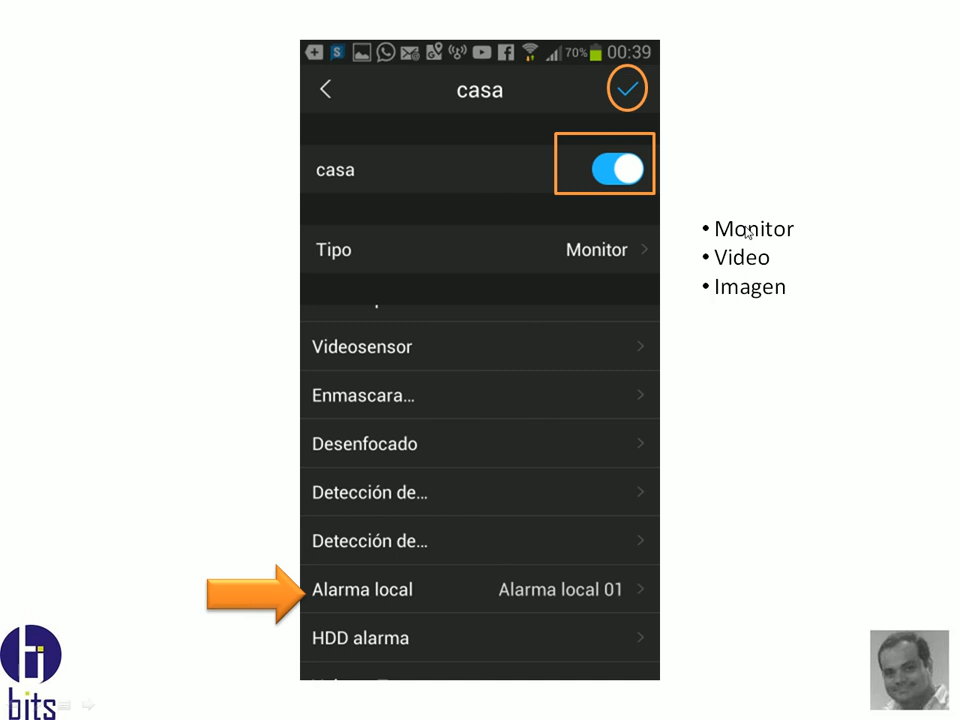 70% 00:39
casa
casa
Tipo Monitor
Videosensor
Enmascara...
Desenfocado
Detección de...
Detección de...
Alarma local Alarma local 01
HDD alarma
• Monitor
• Video
• Imagen
bits